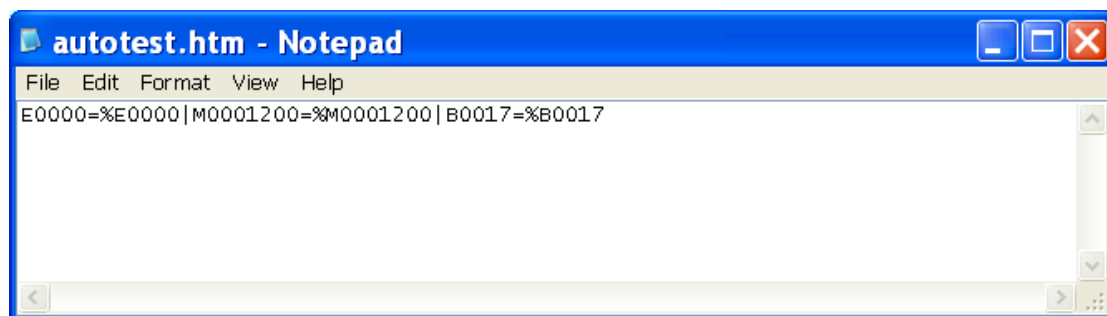 autotest.htm - Notepad
File Edit Format View Help
E0000=%E0000|M0001200=%M0001200|B0017=%B0017